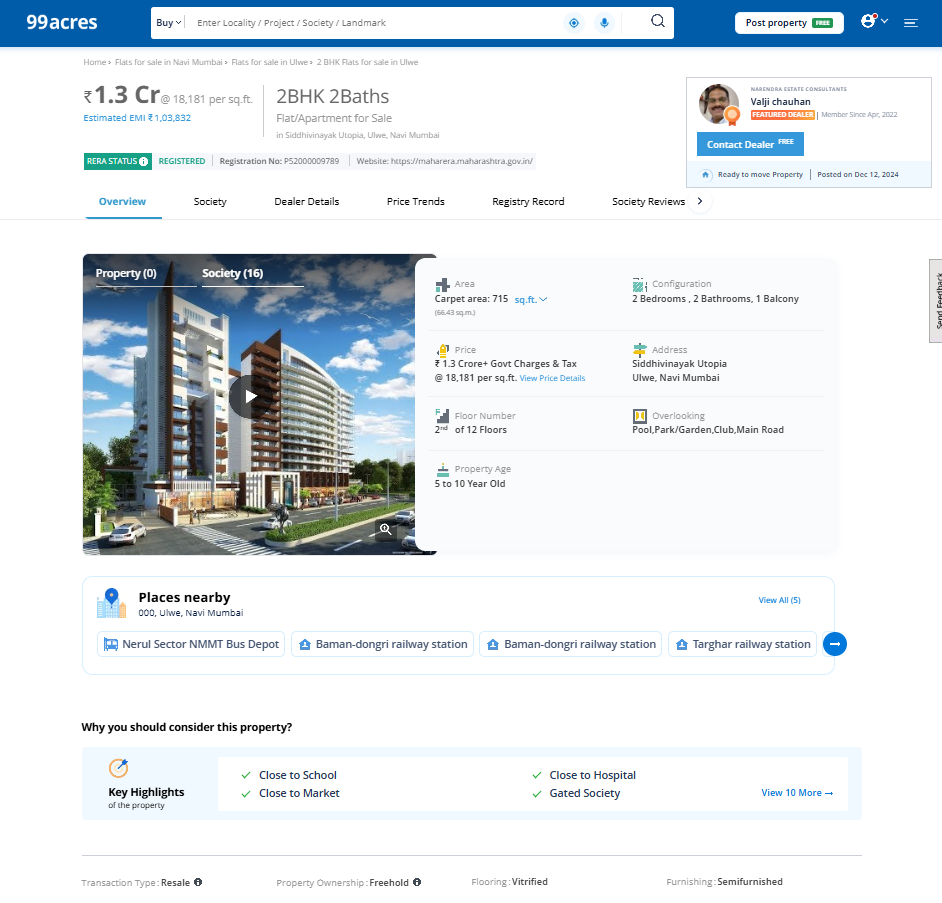 99acres
Buy
Enter Locality / Project / Society / Landmark
Post property FREE
Home › Flats for sale in Navi Mumbai › Flats for sale in Ulwe › 2 BHK Flats for sale in Ulwe
₹ 1.3 Cr @ 18,181 per sq.ft.
Estimated EMI ₹ 1,03,832
2BHK 2Baths
Flat/Apartment for Sale
in Siddhivinayak Utopia, Ulwe, Navi Mumbai
NARENDRA ESTATE CONSULTANTS
Valji chauhan
FEATURED DEALER | Member Since Apr, 2022
Contact Dealer FREE
Ready to move Property | Posted on Dec 12, 2024
RERA STATUS REGISTERED | Registration No: P52000009789 | Website: https://maharera.maharashtra.gov.in/
Overview Society Dealer Details Price Trends Registry Record Society Reviews
Send Feedback
Property (0) Society (16)
Area
Carpet area: 715 sq.ft.
(66.43 sq.m.)
Configuration
2 Bedrooms , 2 Bathrooms, 1 Balcony
Price
₹ 1.3 Crore+ Govt Charges & Tax
@ 18,181 per sq.ft. View Price Details
Address
Siddhivinayak Utopia
Ulwe, Navi Mumbai
Floor Number
2nd of 12 Floors
Overlooking
Pool,Park/Garden,Club,Main Road
Property Age
5 to 10 Year Old
Places nearby
000, Ulwe, Navi Mumbai
View All (5)
Nerul Sector NMMT Bus Depot Baman-dongri railway station Baman-dongri railway station Targhar railway station
Why you should consider this property?
Key Highlights
of the property
Close to School
Close to Hospital
Close to Market
Gated Society
View 10 More →
Transaction Type : Resale Property Ownership : Freehold Flooring : Vitrified Furnishing : Semifurnished